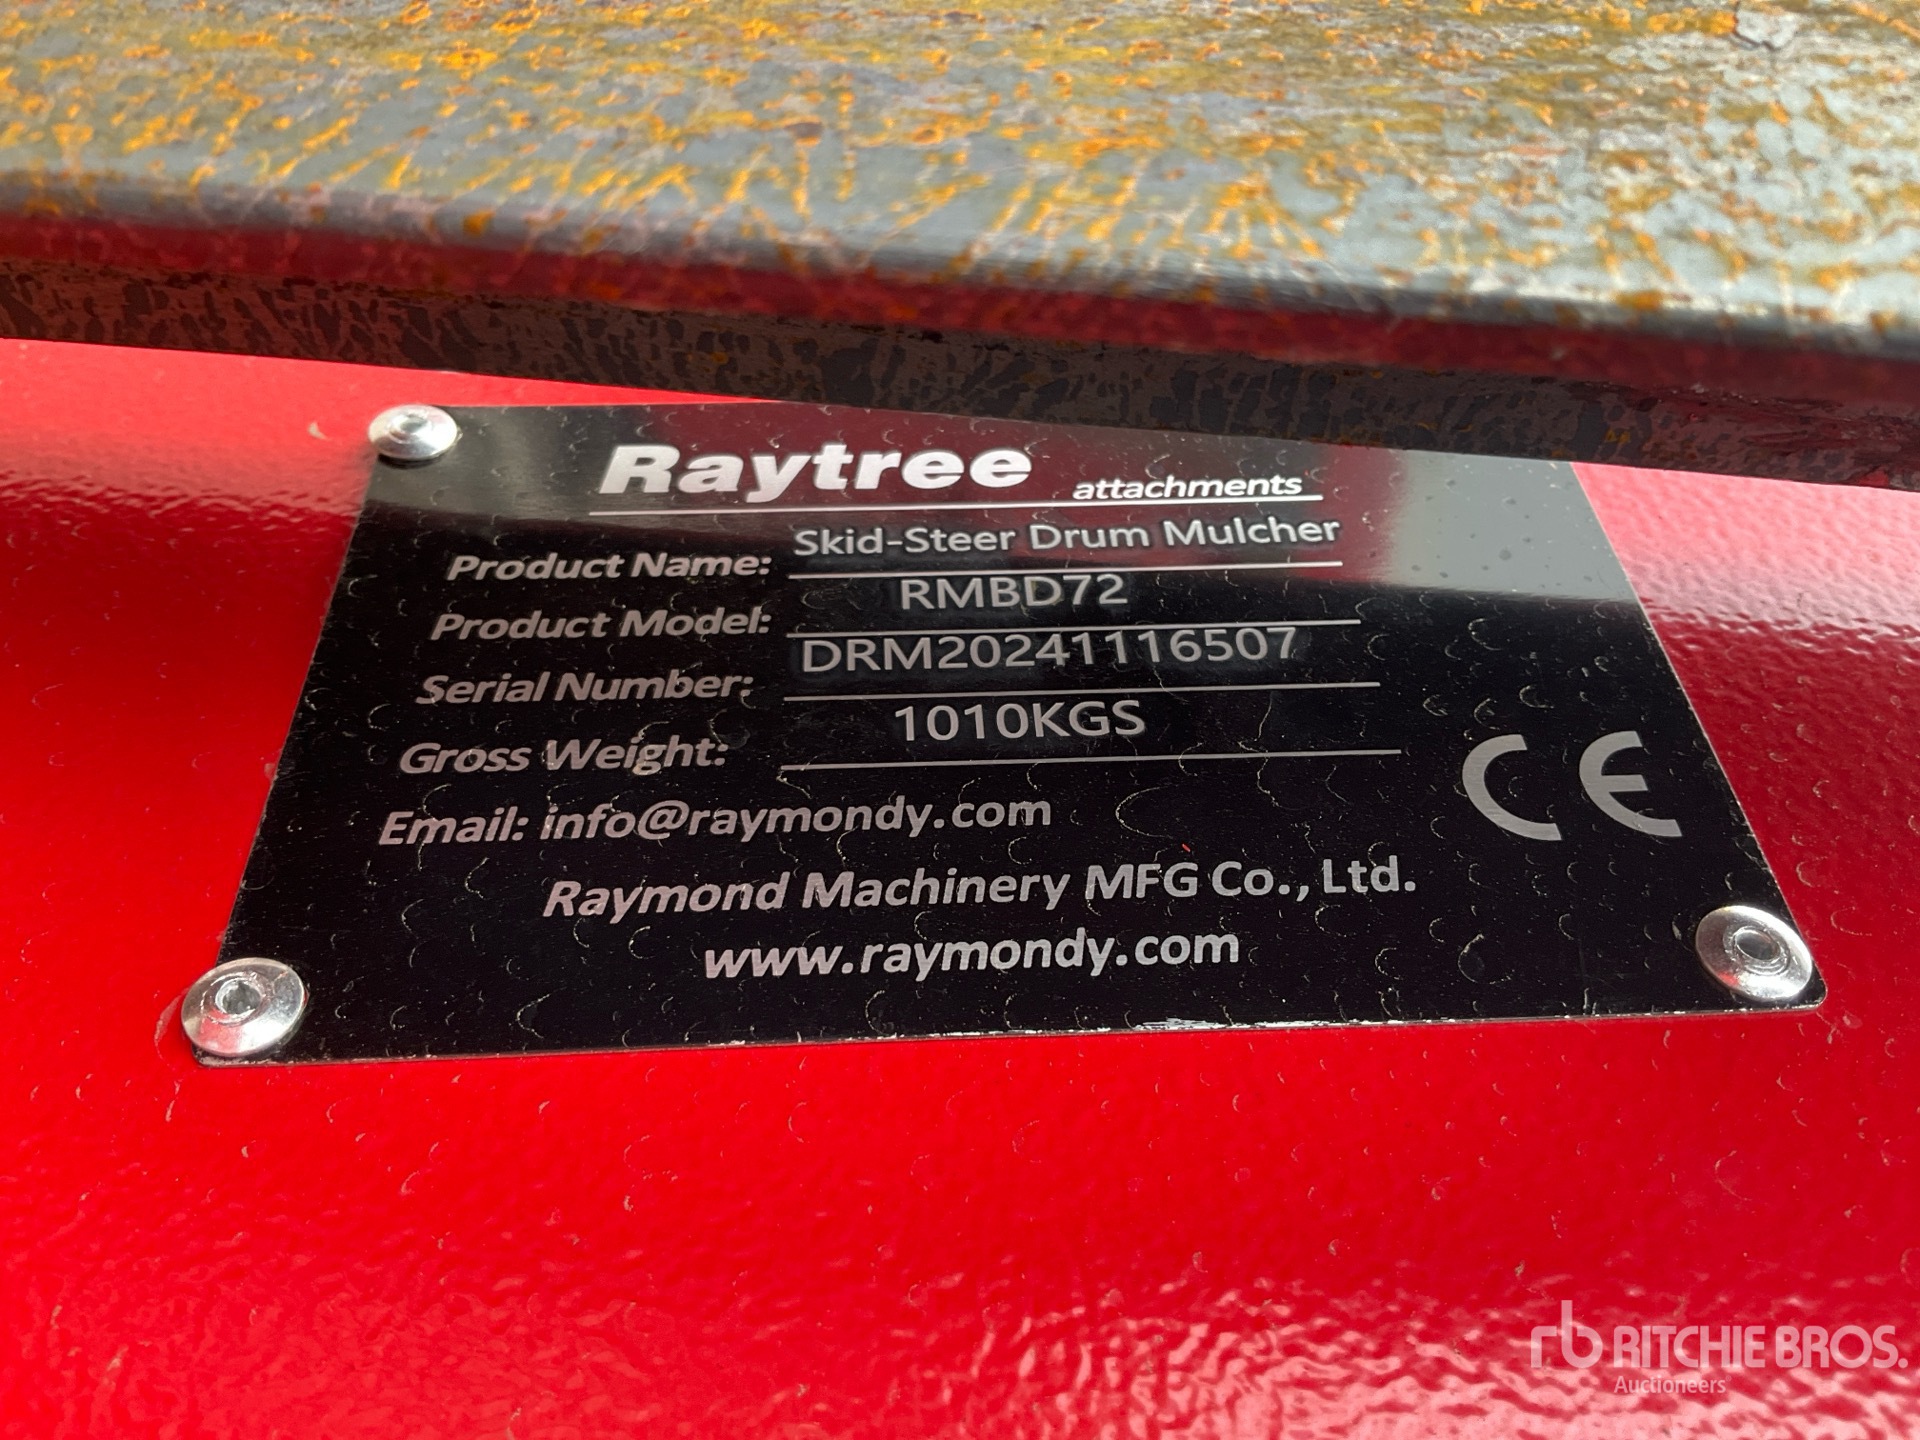 Raytree attachments
Product Name: Skid-Steer Drum Mulcher
Product Model: RMBD72
Serial Number: DRM20241116507
Gross Weight: 1010KGS
Email: info@raymondy.com
CE
Raymond Machinery MFG Co., Ltd.
www.raymondy.com
rb RITCHIE BROS.
Auctioneers